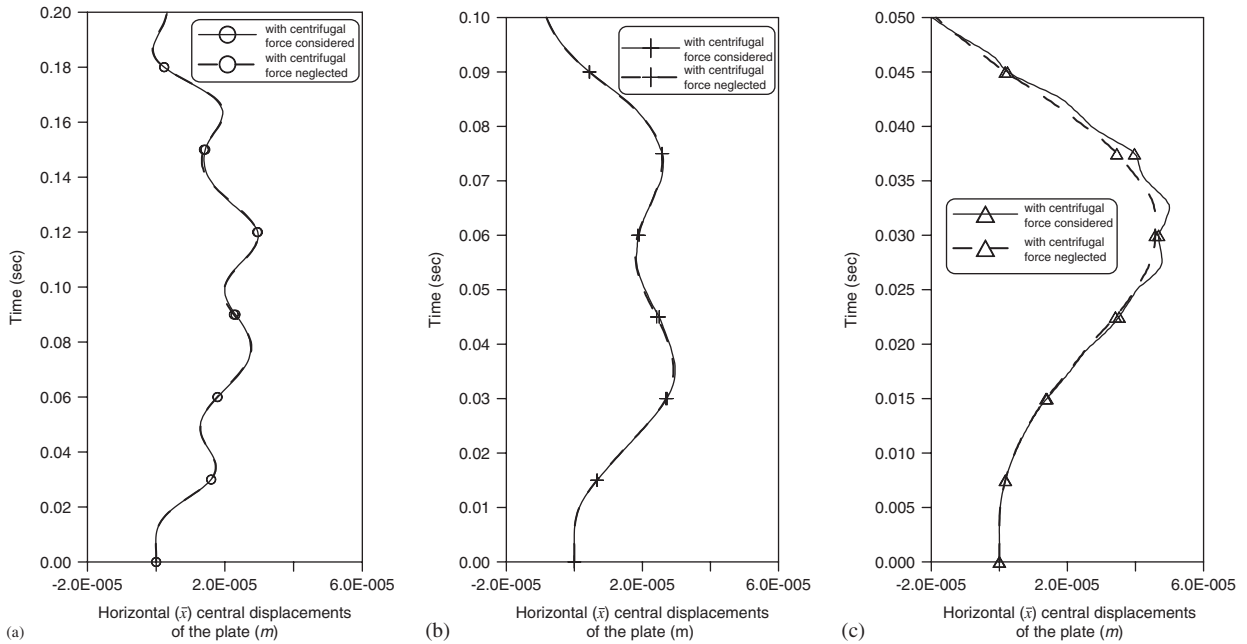 0.20
0.18
0.16
0.14
0.12
0.10
0.08
0.06
0.04
0.02
0.00
Time (sec)
with centrifugal
force considered
with centrifugal
force neglected
-2.0E-005
2.0E-005
6.0E-005
Horizontal (x̄) central displacements
of the plate (m)
(a)
0.10
0.09
0.08
0.07
0.06
0.05
0.04
0.03
0.02
0.01
0.00
Time (sec)
with centrifugal
force considered
with centrifugal
force neglected
-2.0E-005
2.0E-005
6.0E-005
Horizontal (x̄) central displacements
of the plate (m)
(b)
0.050
0.045
0.040
0.035
0.030
0.025
0.020
0.015
0.010
0.005
0.000
Time (sec)
with centrifugal
force considered
with centrifugal
force neglected
-2.0E-005
2.0E-005
6.0E-005
Horizontal (x̄) central displacements
of the plate (m)
(c)